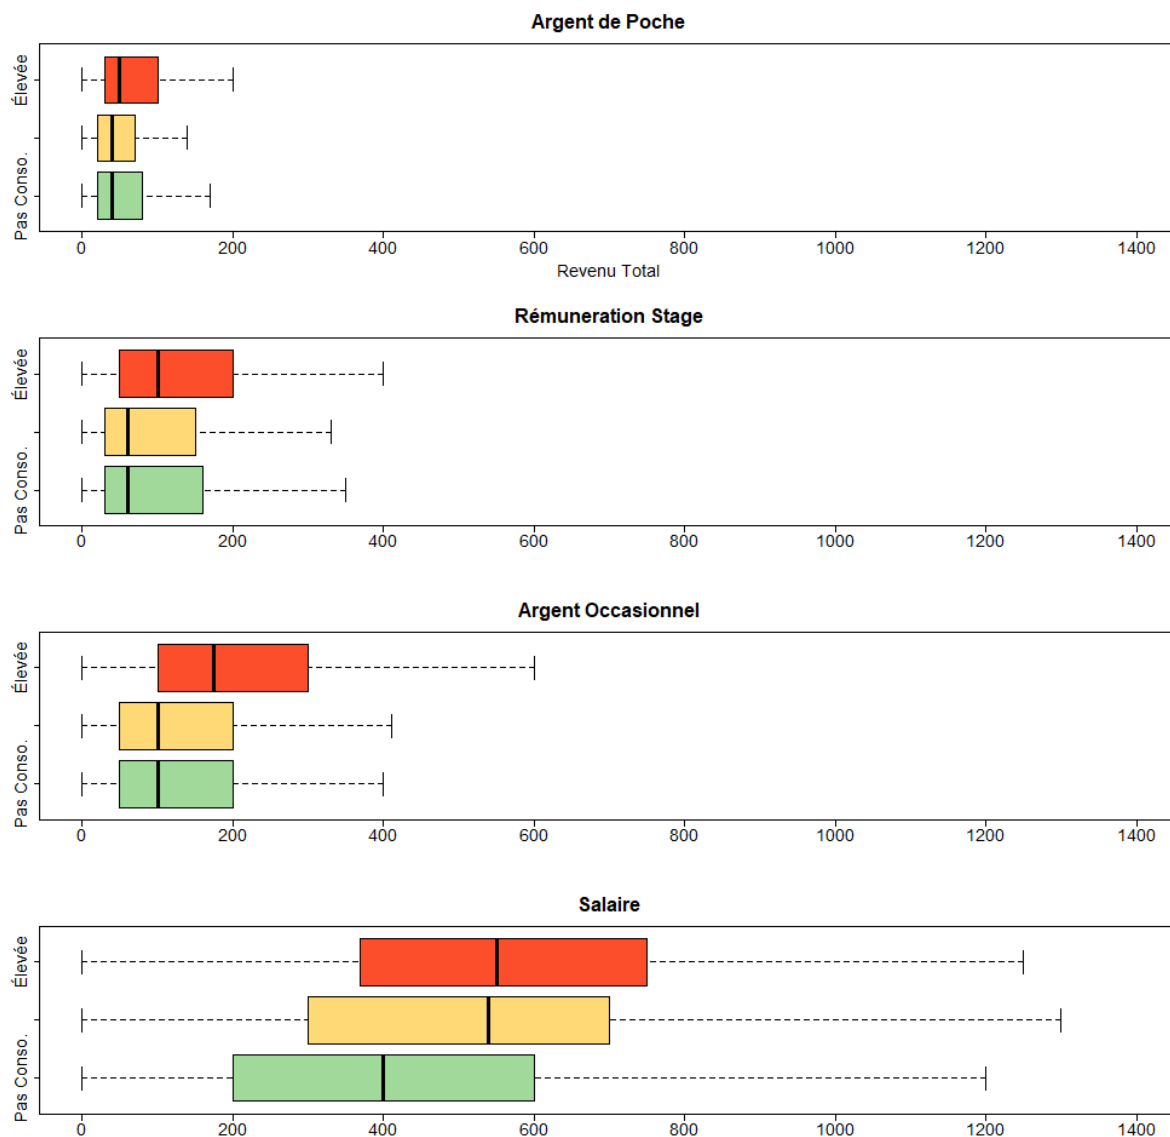 Argent de Poche
Élevée
Pas Conso.
0 200 400 600 800 1000 1200 1400
Revenu Total
Rémuneration Stage
Élevée
Pas Conso.
0 200 400 600 800 1000 1200 1400
Argent Occasionnel
Élevée
Pas Conso.
0 200 400 600 800 1000 1200 1400
Salaire
Élevée
Pas Conso.
0 200 400 600 800 1000 1200 1400